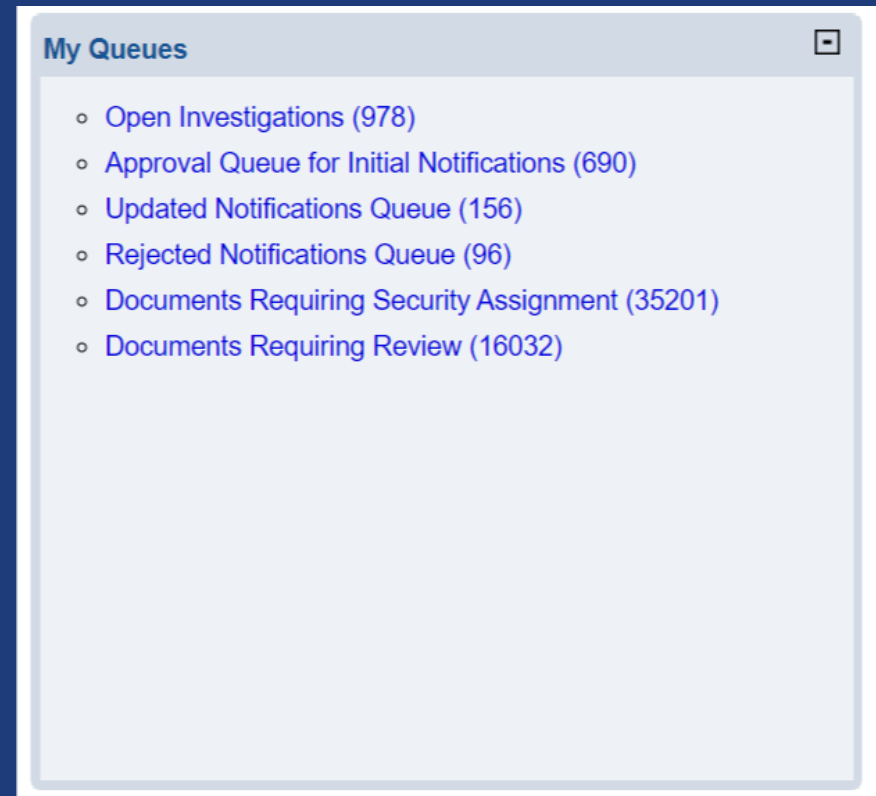 My Queues
Open Investigations (978)
Approval Queue for Initial Notifications (690)
Updated Notifications Queue (156)
Rejected Notifications Queue (96)
Documents Requiring Security Assignment (35201)
Documents Requiring Review (16032)